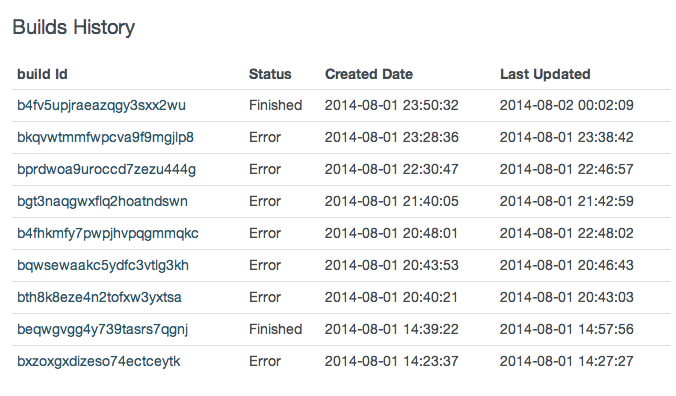 Builds History
build Id Status Created Date Last Updated
b4fv5upjraeazqgy3sxx2wu Finished 2014-08-01 23:50:32 2014-08-02 00:02:09
bkqvwtmmfwpcva9f9mgjlp8 Error 2014-08-01 23:28:36 2014-08-01 23:38:42
bprdwoa9uroccd7zezu444g Error 2014-08-01 22:30:47 2014-08-01 22:46:57
bgt3naqgwxflq2hoatndswn Error 2014-08-01 21:40:05 2014-08-01 21:42:59
b4fhkmfy7pwpjhvpqgmmqkc Error 2014-08-01 20:48:01 2014-08-01 22:48:02
bqwsewaakc5ydfc3vtlg3kh Error 2014-08-01 20:43:53 2014-08-01 20:46:43
bth8k8eze4n2tofxw3yxtsa Error 2014-08-01 20:40:21 2014-08-01 20:43:03
beqwgvgg4y739tasrs7qgnj Finished 2014-08-01 14:39:22 2014-08-01 14:57:56
bxzoxgxdizeso74ectceytk Error 2014-08-01 14:23:37 2014-08-01 14:27:27